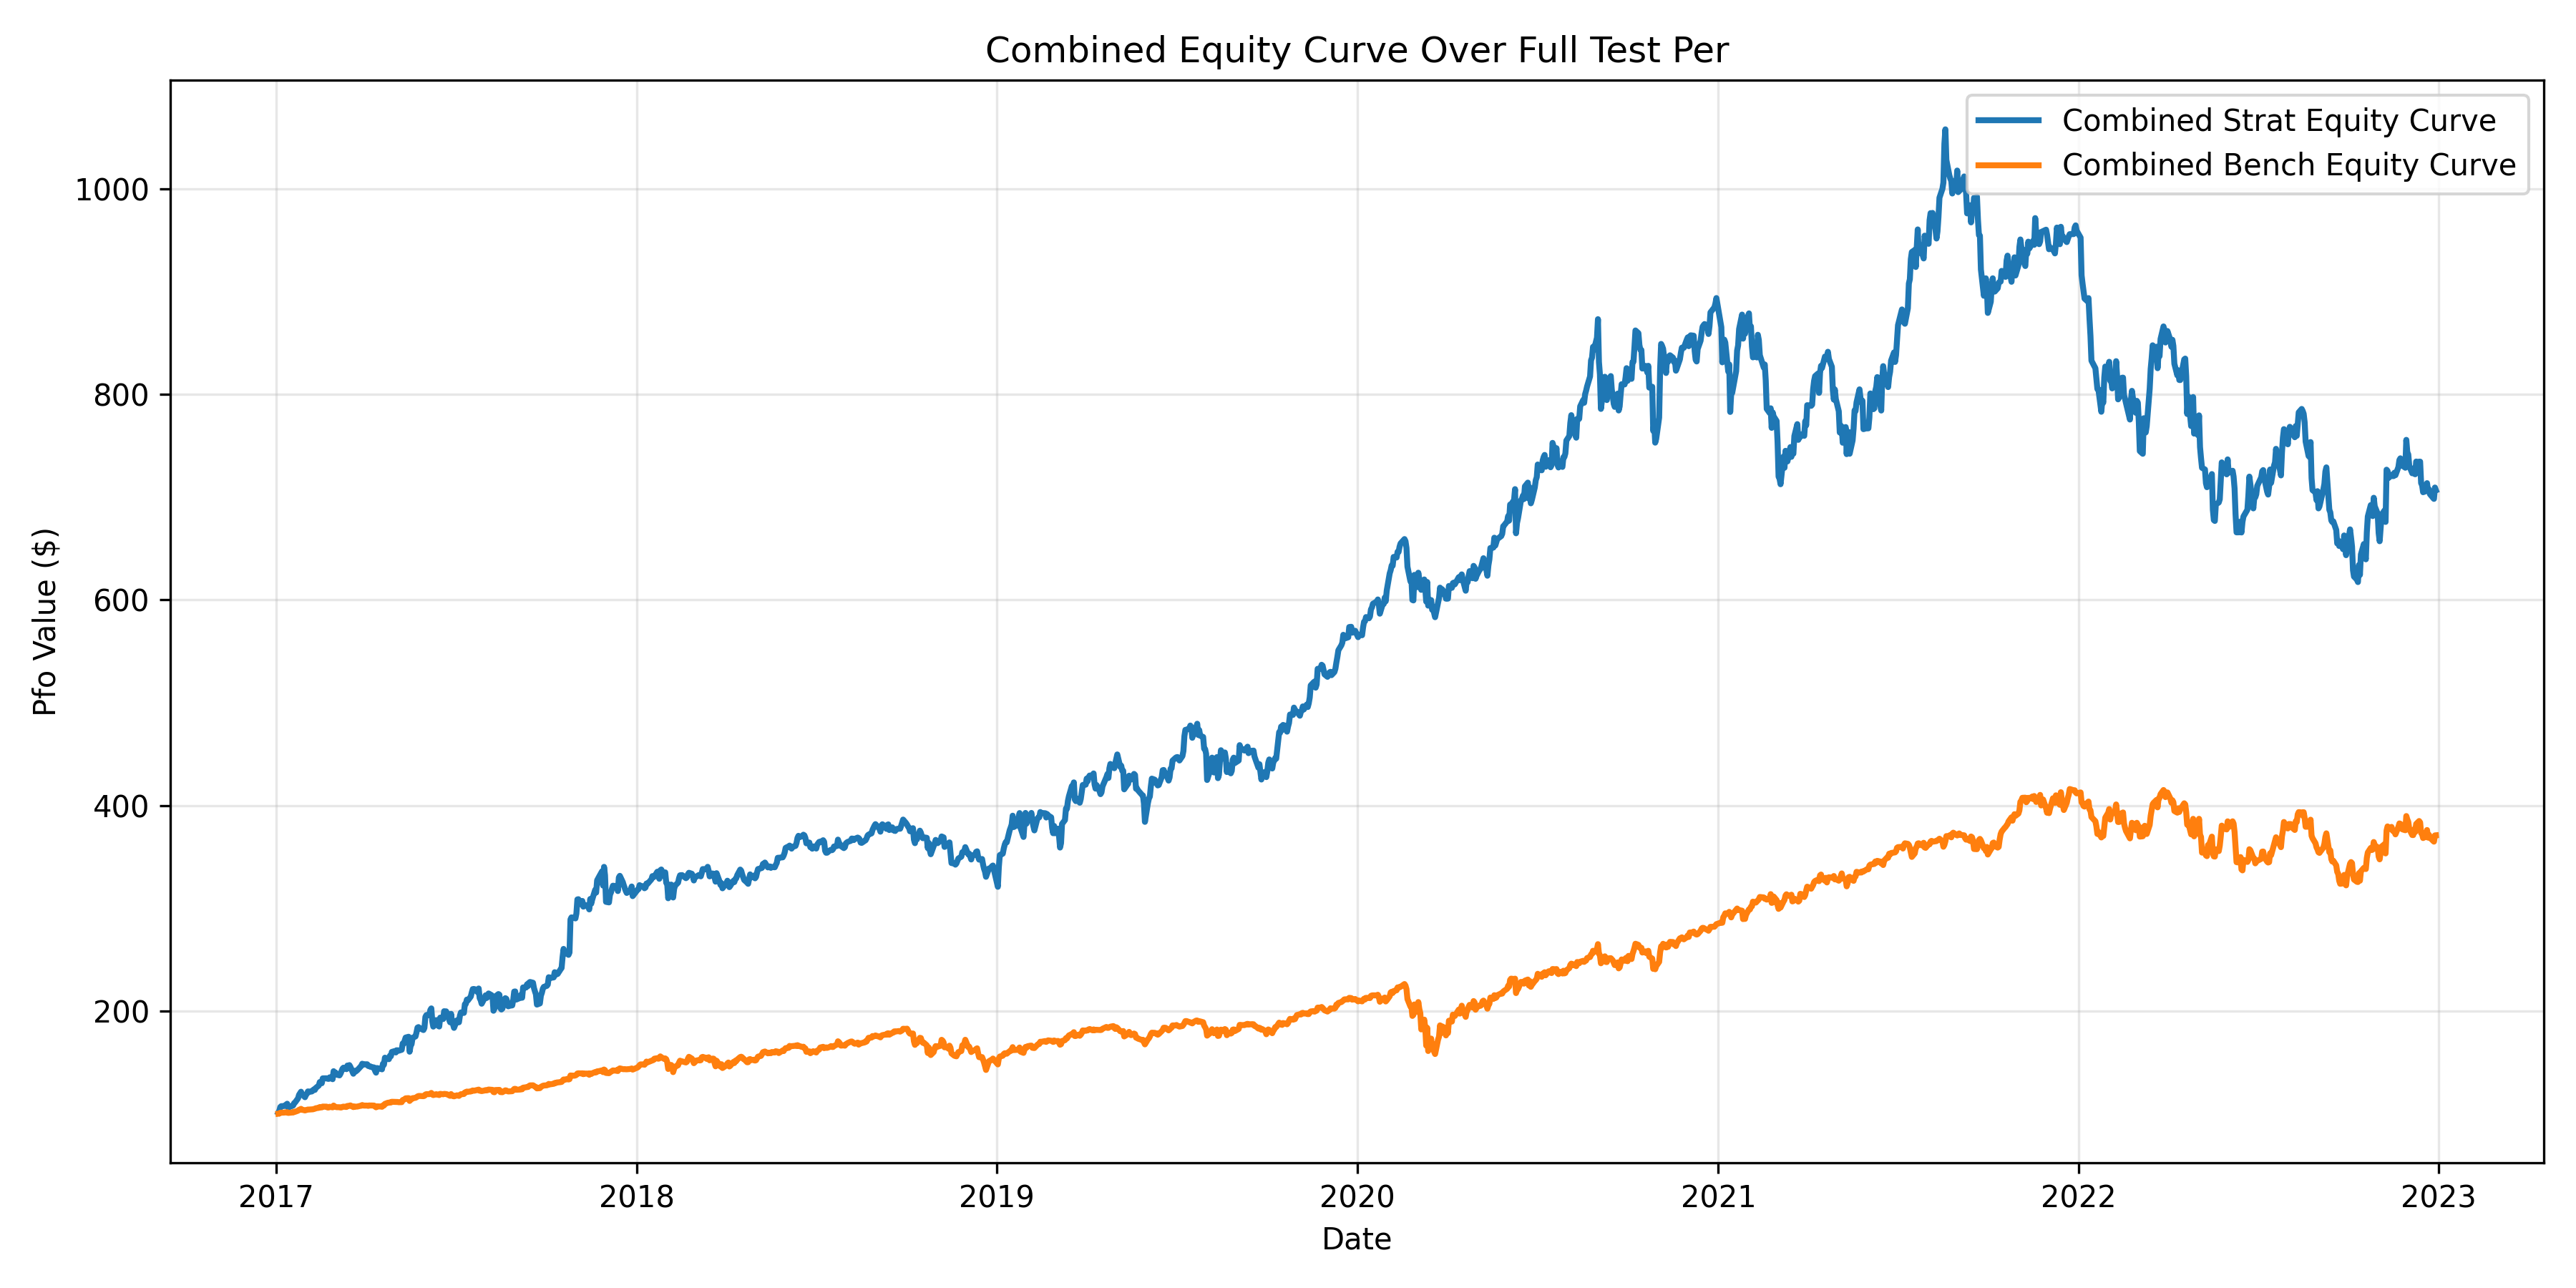 Combined Equity Curve Over Full Test Per
Combined Strat Equity Curve
Combined Bench Equity Curve
Pfo Value ($)
1000
800
600
400
200
2017 2018 2019 2020 2021 2022 2023
Date